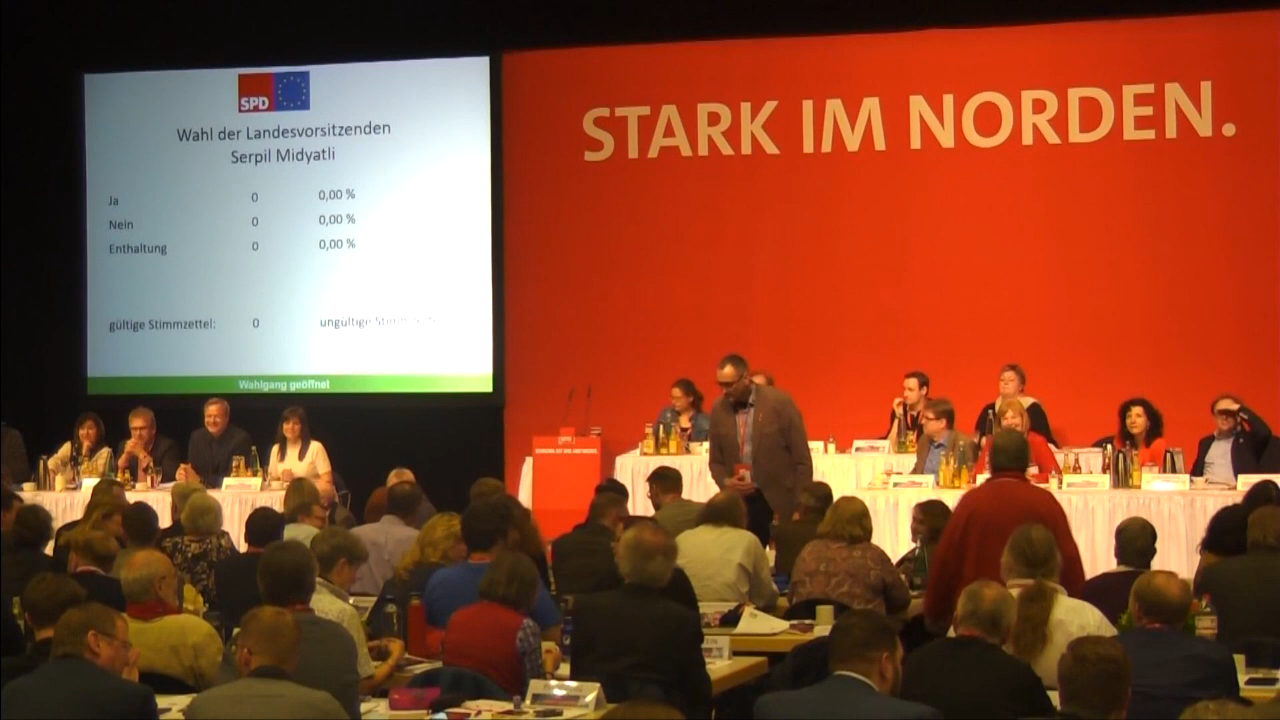 SPD
Wahl der Landesvorsitzenden
Serpil Midyatli
Ja 0 0,00 %
Nein 0 0,00 %
Enthaltung 0 0,00 %
gültige Stimmzettel: 0 ungültige
Wahlgang geöffnet
STARK IM NORDEN.